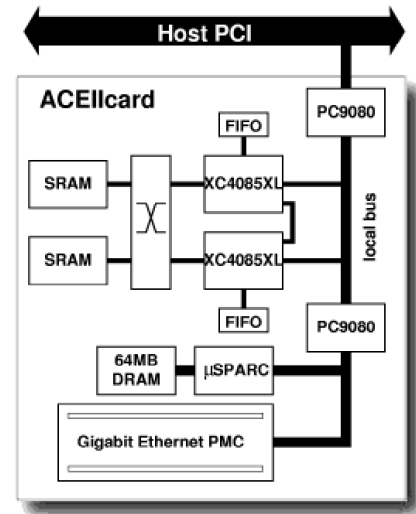 Host PCI
ACEIIcard
PC9080
FIFO
SRAM
XC4085XL
local bus
SRAM
XC4085XL
FIFO
PC9080
64MB
DRAM
µSPARC
Gigabit Ethernet PMC